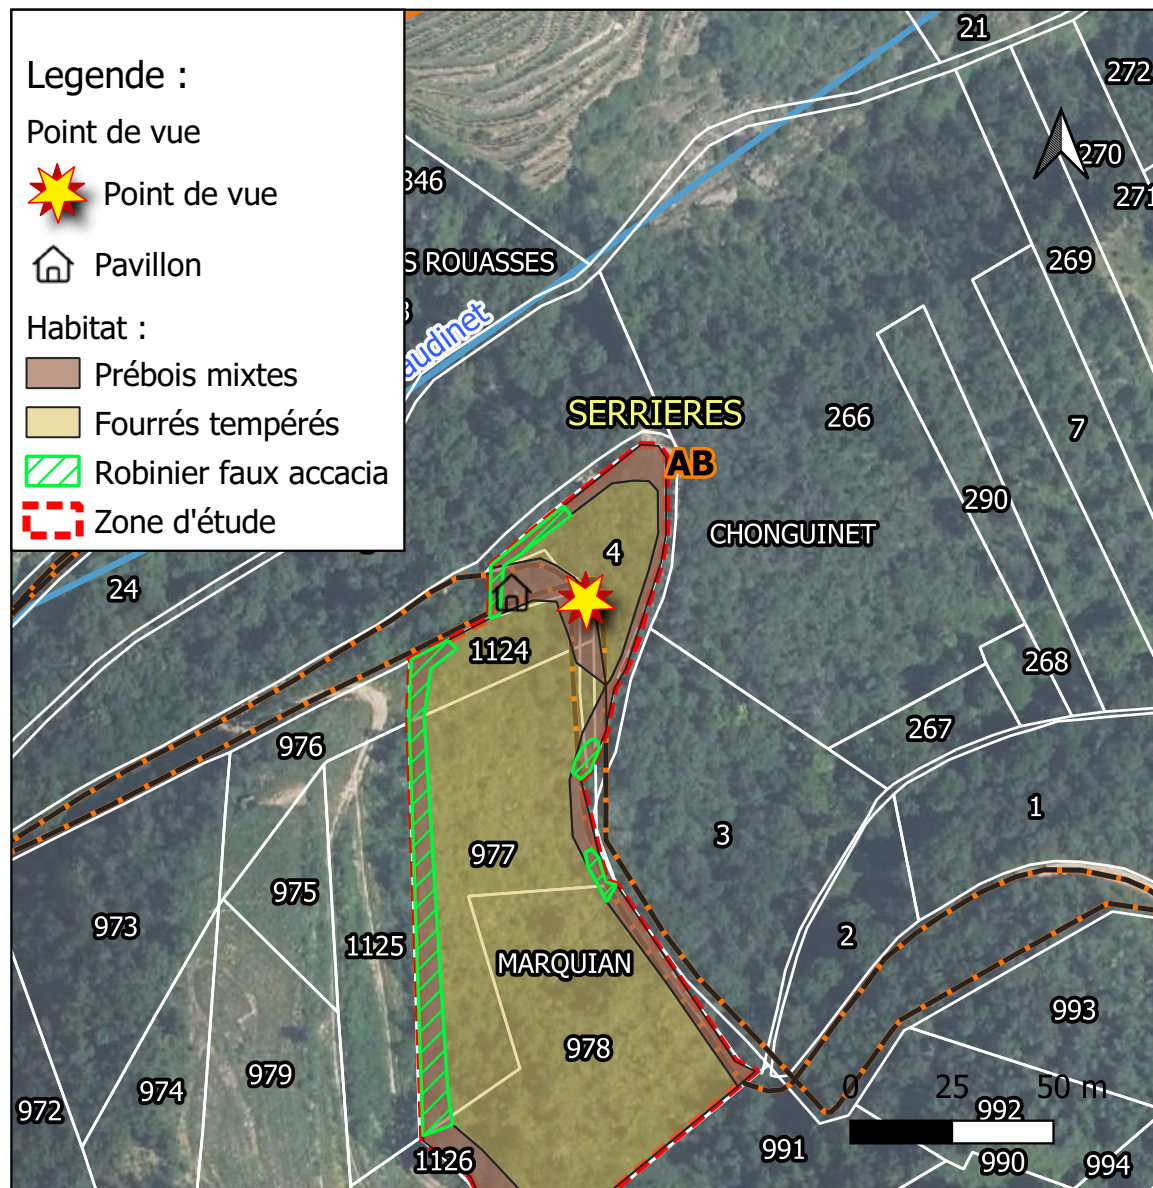 Legende :
Point de vue
Point de vue
Pavillon
Habitat :
Prébois mixtes
Fourrés tempérés
Robinier faux accacia
Zone d'étude
21
272
270
271
346
S ROUASSES
269
audinet
SERRIERES
266
7
AB
290
CHONGUINET
4
24
1124
268
976
267
1
3
977
975
973
2
1125
MARQUIAN
993
978
979
974
972
0 25 50 m
992
991
990
994
1126